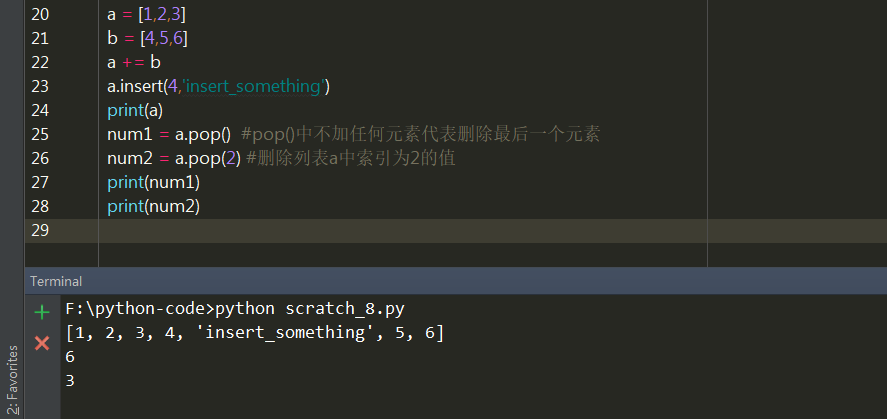 20 a = [1,2,3]
21 b = [4,5,6]
22 a += b
23 a.insert(4,'insert_something')
24 print(a)
25 num1 = a.pop()  #pop()中不加任何元素代表删除最后一个元素
26 num2 = a.pop(2) #删除列表a中索引为2的值
27 print(num1)
28 print(num2)
29
Terminal
F:\python-code>python scratch_8.py
[1, 2, 3, 4, 'insert_something', 5, 6]
6
3
2: Favorites